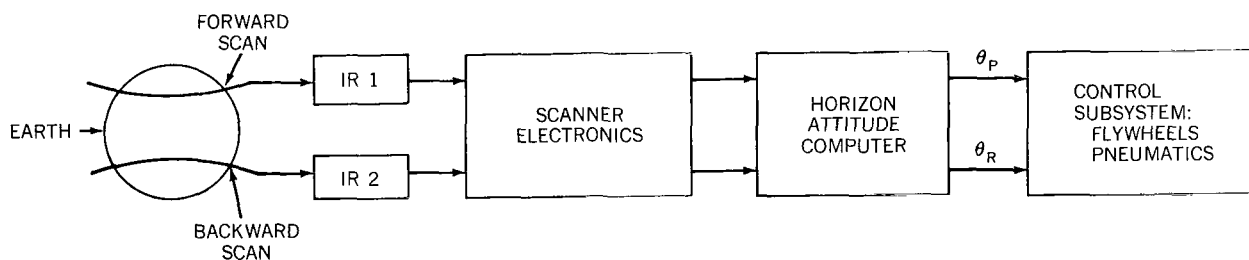 FORWARD
SCAN
EARTH
BACKWARD
SCAN
IR 1
IR 2
SCANNER
ELECTRONICS
HORIZON
ATTITUDE
COMPUTER
θP
θR
CONTROL
SUBSYSTEM:
FLYWHEELS
PNEUMATICS